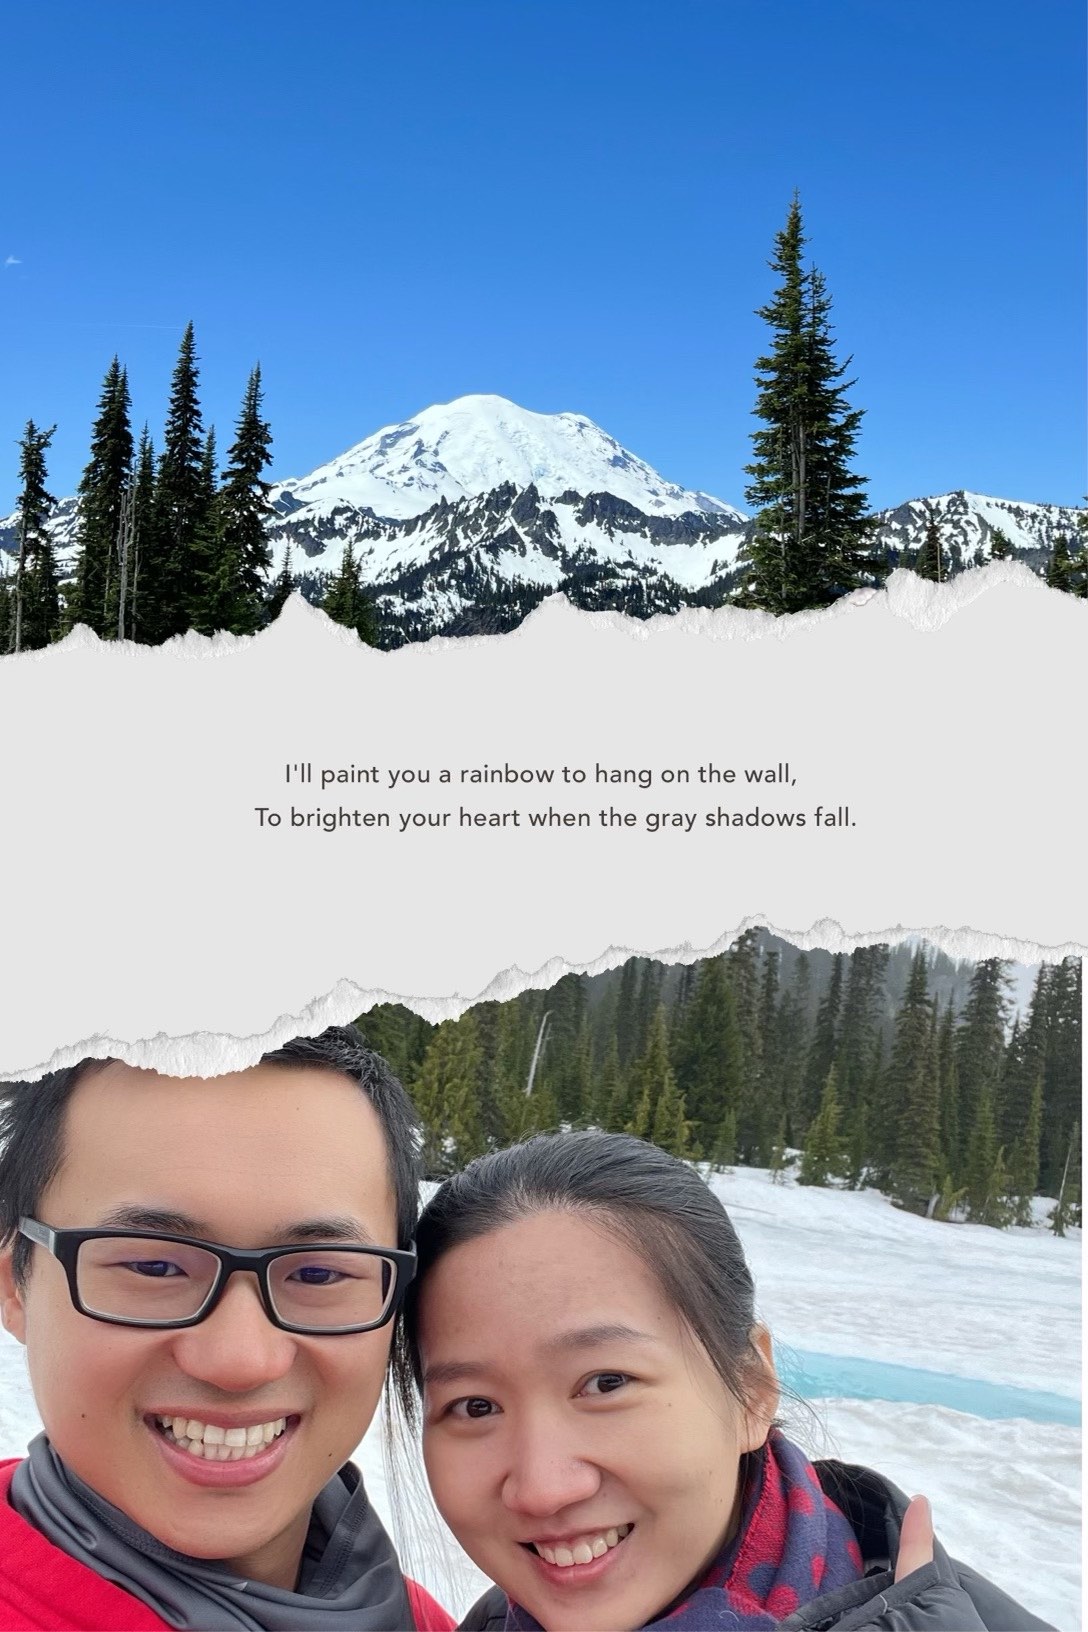 I'll paint you a rainbow to hang on the wall,
To brighten your heart when the gray shadows fall.